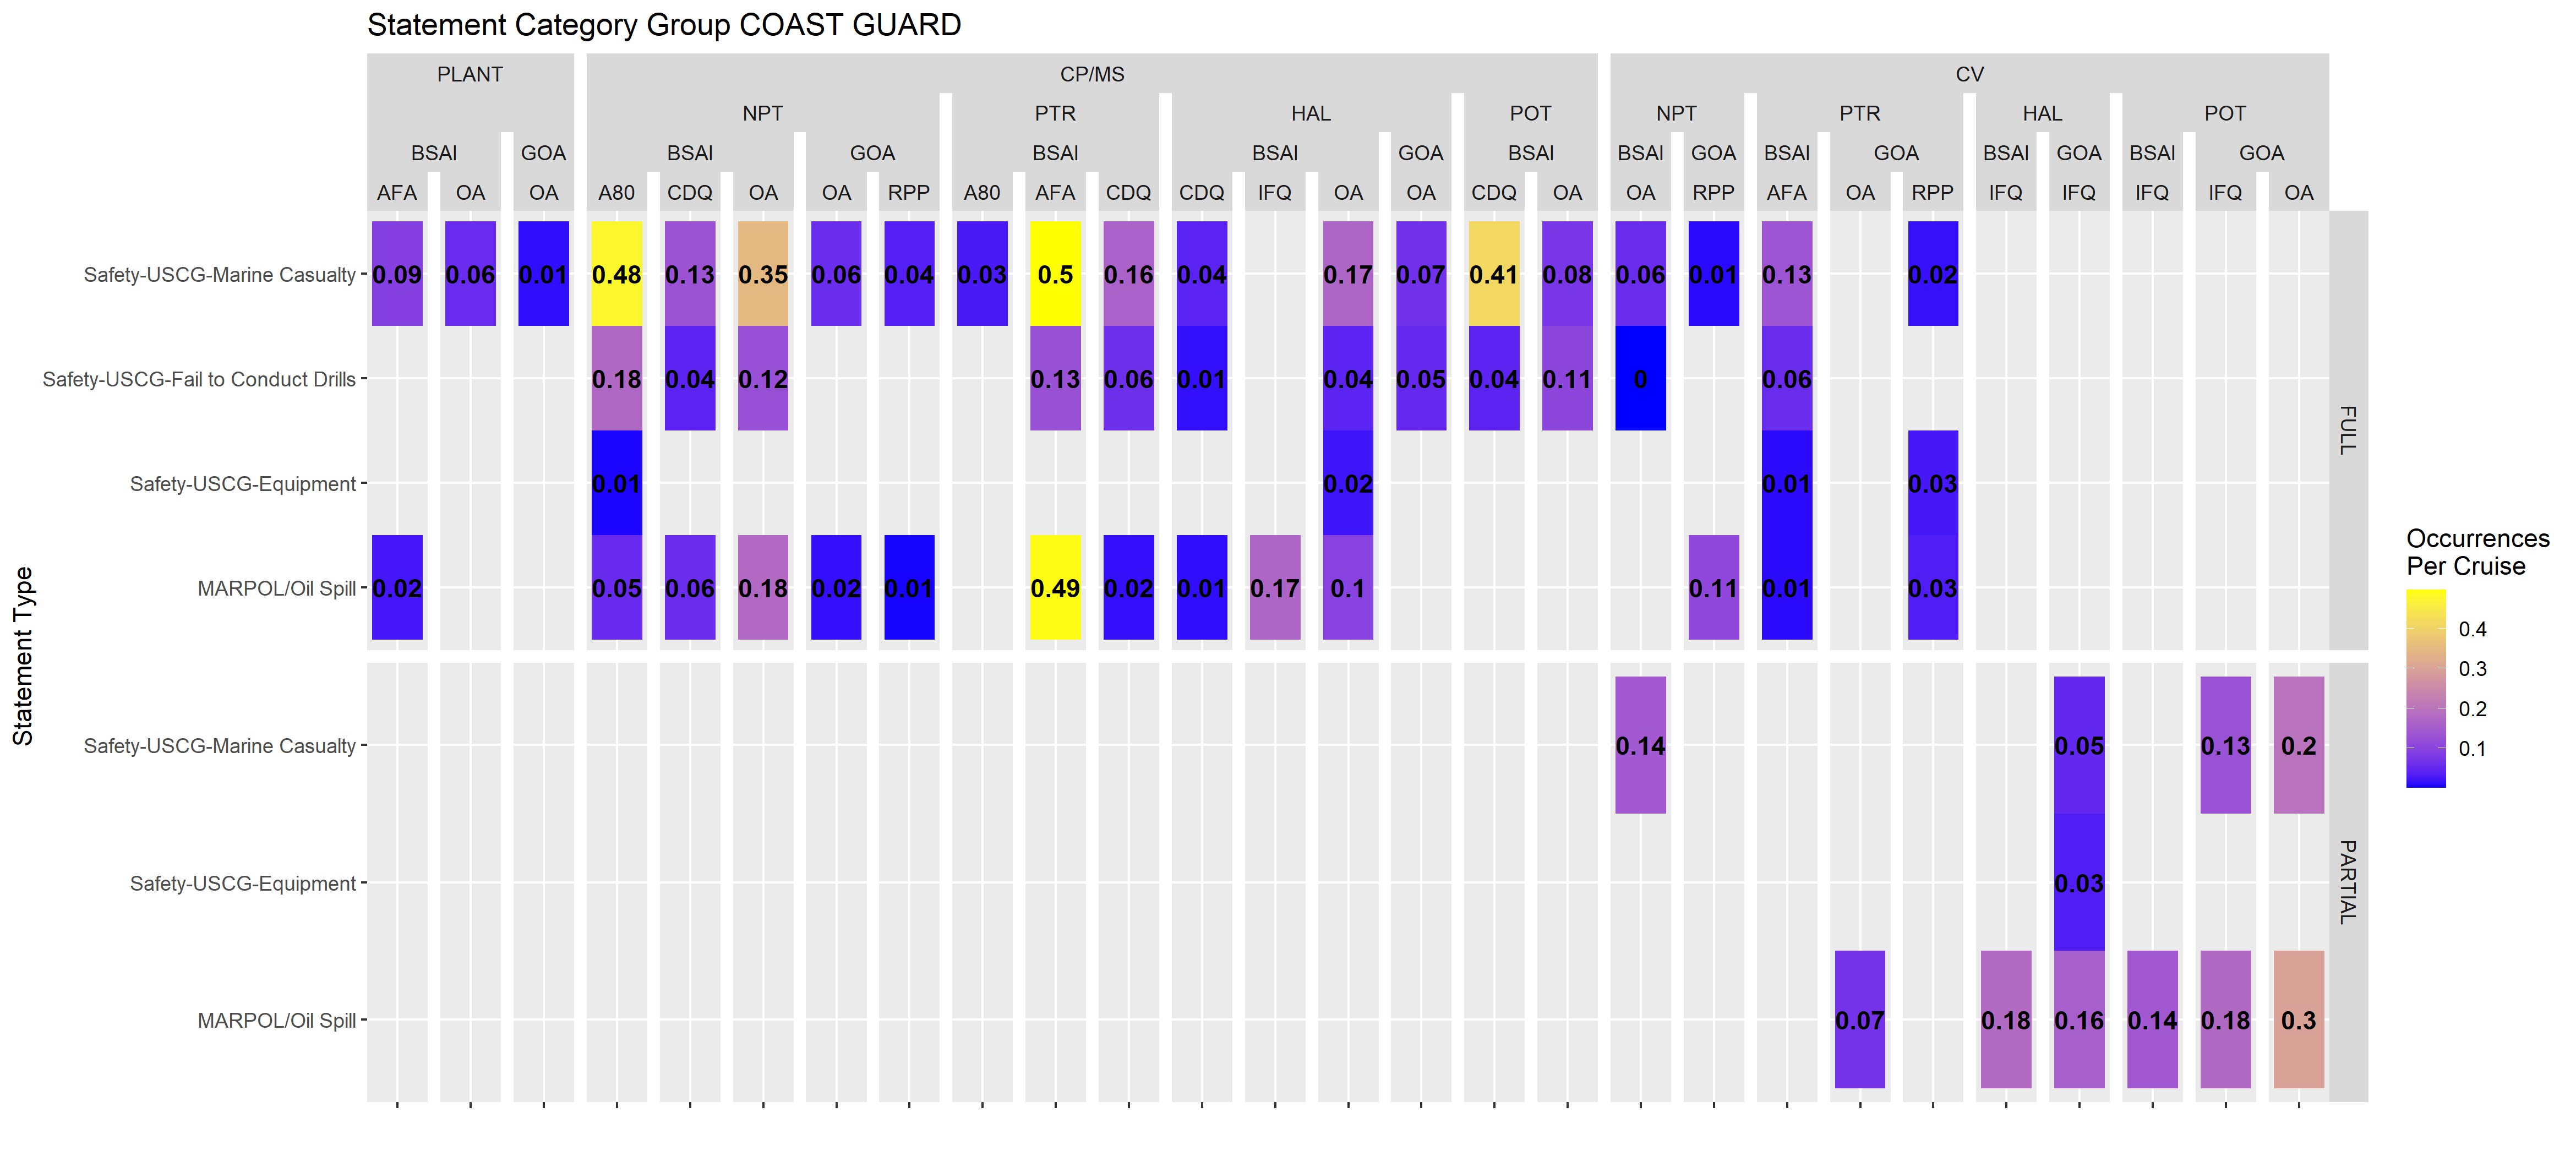 Statement Category Group COAST GUARD
PLANT CP/MS CV
NPT PTR HAL POT NPT PTR HAL POT
BSAI GOA BSAI GOA BSAI BSAI GOA BSAI BSAI GOA BSAI GOA BSAI GOA BSAI GOA
AFA OA OA A80 CDQ OA OA RPP A80 AFA CDQ CDQ IFQ OA OA CDQ OA OA RPP AFA OA RPP IFQ IFQ IFQ IFQ OA
Safety-USCG-Marine Casualty 0.09 0.06 0.01 0.48 0.13 0.35 0.06 0.04 0.03 0.5 0.16 0.04 0.17 0.07 0.41 0.08 0.06 0.01 0.13 0.02
Safety-USCG-Fail to Conduct Drills 0.18 0.04 0.12 0.13 0.06 0.01 0.04 0.05 0.04 0.11 0 0.06
Safety-USCG-Equipment 0.01 0.02 0.01 0.03
MARPOL/Oil Spill 0.02 0.05 0.06 0.18 0.02 0.01 0.49 0.02 0.01 0.17 0.1 0.11 0.01 0.03
FULL
Safety-USCG-Marine Casualty 0.14 0.05 0.13 0.2
Safety-USCG-Equipment 0.03
MARPOL/Oil Spill 0.07 0.18 0.16 0.14 0.18 0.3
PARTIAL
Statement Type
Occurrences
Per Cruise
0.4
0.3
0.2
0.1